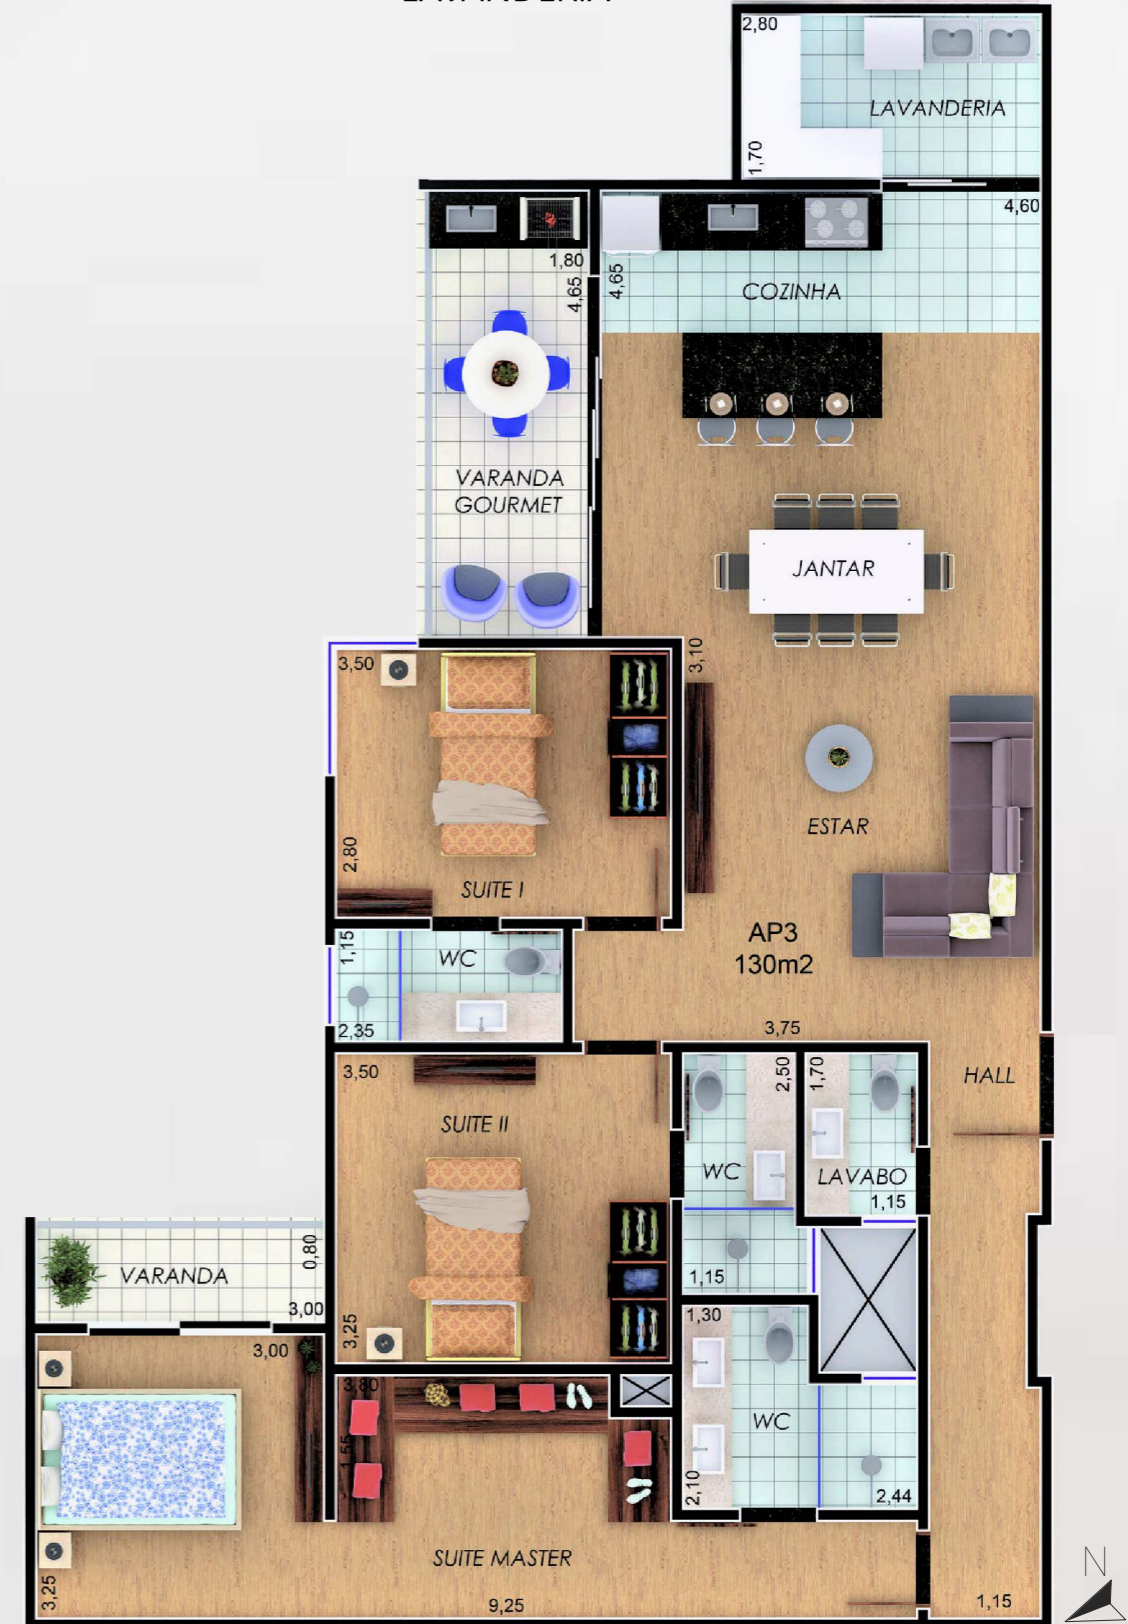 2,80
LAVANDERIA
1,70
4,60
1,80
4,65
4,65
COZINHA
VARANDA
GOURMET
JANTAR
3,10
3,50
2,80
SUITE I
ESTAR
AP3
130m2
1,15
WC
2,35
3,75
3,50
SUITE II
2,50
1,70
HALL
WC
LAVABO
1,15
0,80
VARANDA
3,00
1,15
3,25
1,30
3,00
3,80
1,55
WC
2,10
2,44
SUITE MASTER
3,25
9,25
1,15
N